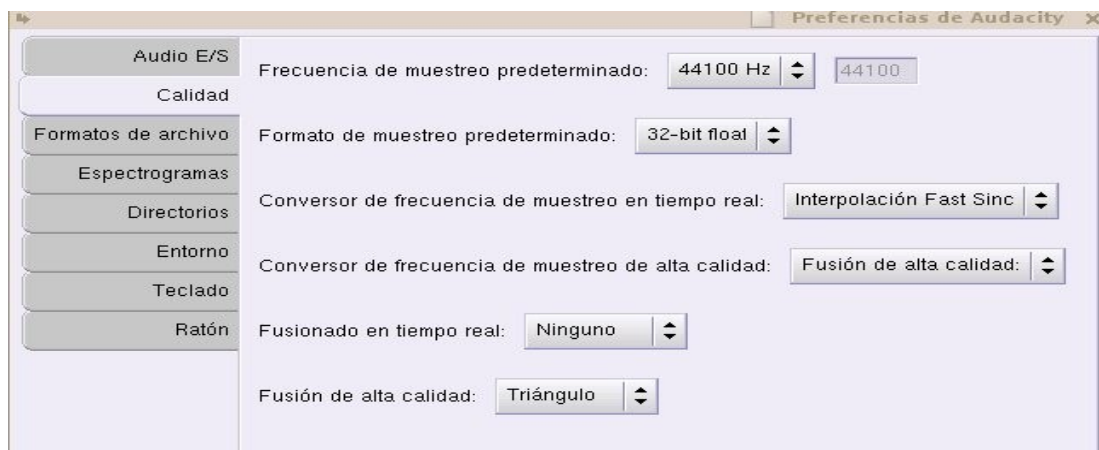 Preferencias de Audacity
Audio E/S
Calidad
Formatos de archivo
Espectrogramas
Directorios
Entorno
Teclado
Ratón
Frecuencia de muestreo predeterminado: 44100 Hz 44100
Formato de muestreo predeterminado: 32-bit float
Conversor de frecuencia de muestreo en tiempo real: Interpolación Fast Sinc
Conversor de frecuencia de muestreo de alta calidad: Fusión de alta calidad:
Fusionado en tiempo real: Ninguno
Fusión de alta calidad: Triángulo